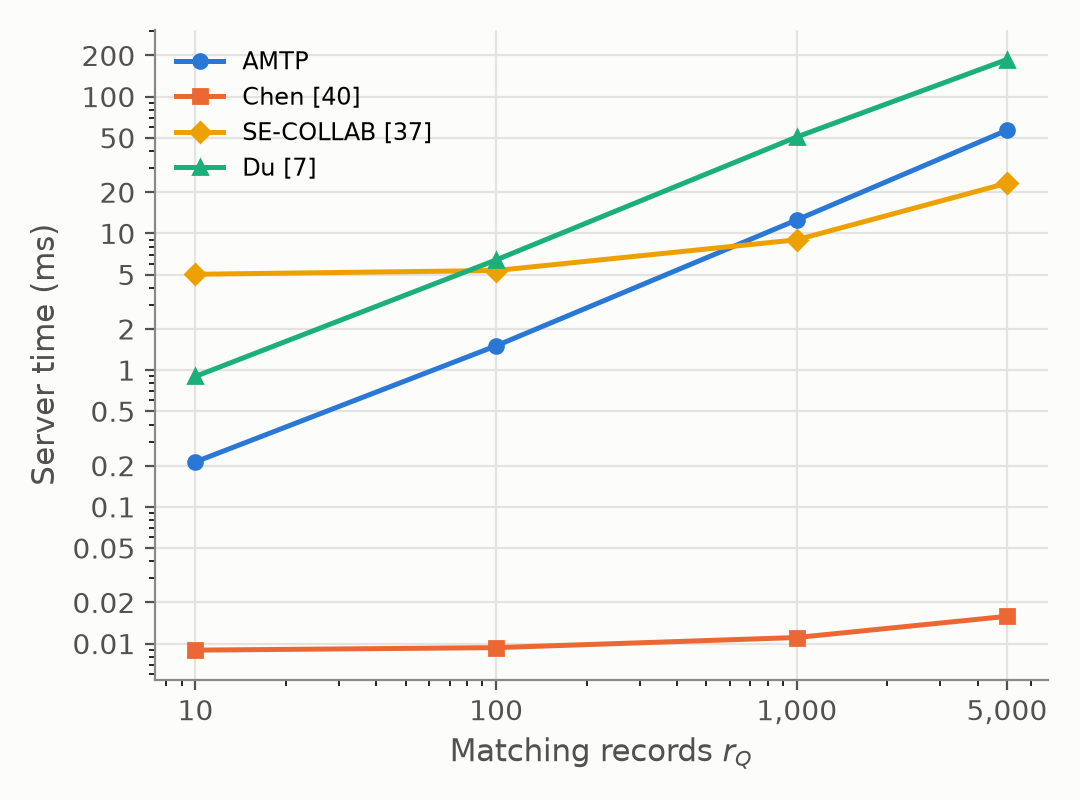 AMTP
Chen [40]
SE-COLLAB [37]
Du [7]
Server time (ms)
200
100
50
20
10
5
2
1
0.5
0.2
0.1
0.05
0.02
0.01
10 100 1,000 5,000
Matching records r_Q